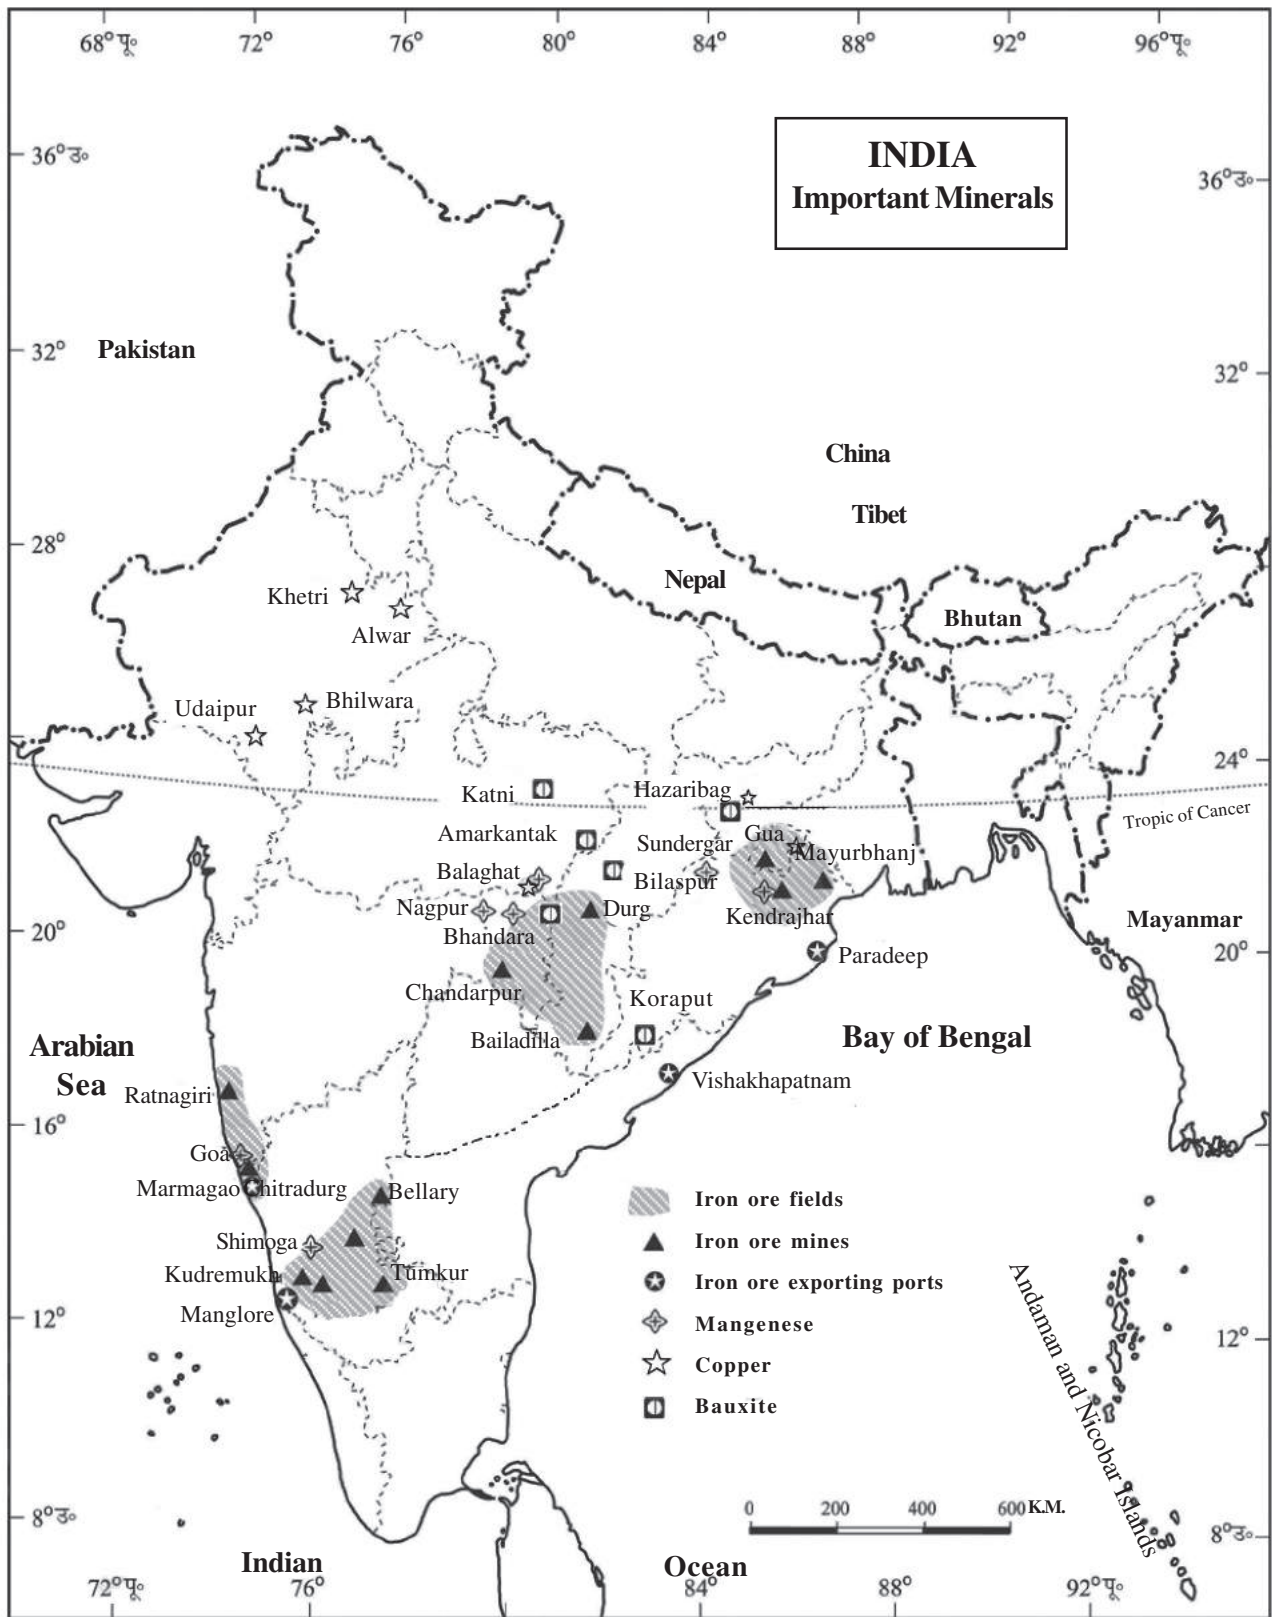 68°पू॰ 72° 76° 80° 84° 88° 92° 96°पू॰
INDIA
Important Minerals
36°उ॰
36°उ॰
Pakistan
32°
32°
China
Tibet
28°
Nepal
Bhutan
Khetri
Alwar
Udaipur
Bhilwara
24°
Katni
Hazaribag
Tropic of Cancer
Amarkantak
Sundergar
Gua
Mayurbhanj
Balaghat
Bilaspur
Nagpur
Durg
Kendrajhar
Mayanmar
20°
Bhandara
20°
Paradeep
Chandarpur
Koraput
Bailadilla
Bay of Bengal
Arabian
Sea
Vishakhapatnam
Ratnagiri
16°
Goa
Marmagao
Chitradurg
Bellary
Iron ore fields
Shimoga
Iron ore mines
Kudremukh
Tumkur
Iron ore exporting ports
Manglore
12°
Mangenese
12°
Copper
Bauxite
Andaman and Nicobar Islands
0 200 400 600 K.M.
8°उ॰
8°उ॰
Indian
Ocean
72°पू॰ 76° 84° 88° 92°पू॰